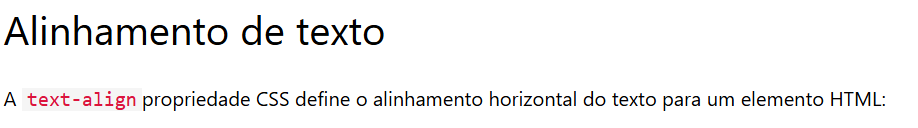 Alinhamento de texto
A text-align propriedade CSS define o alinhamento horizontal do texto para um elemento HTML: